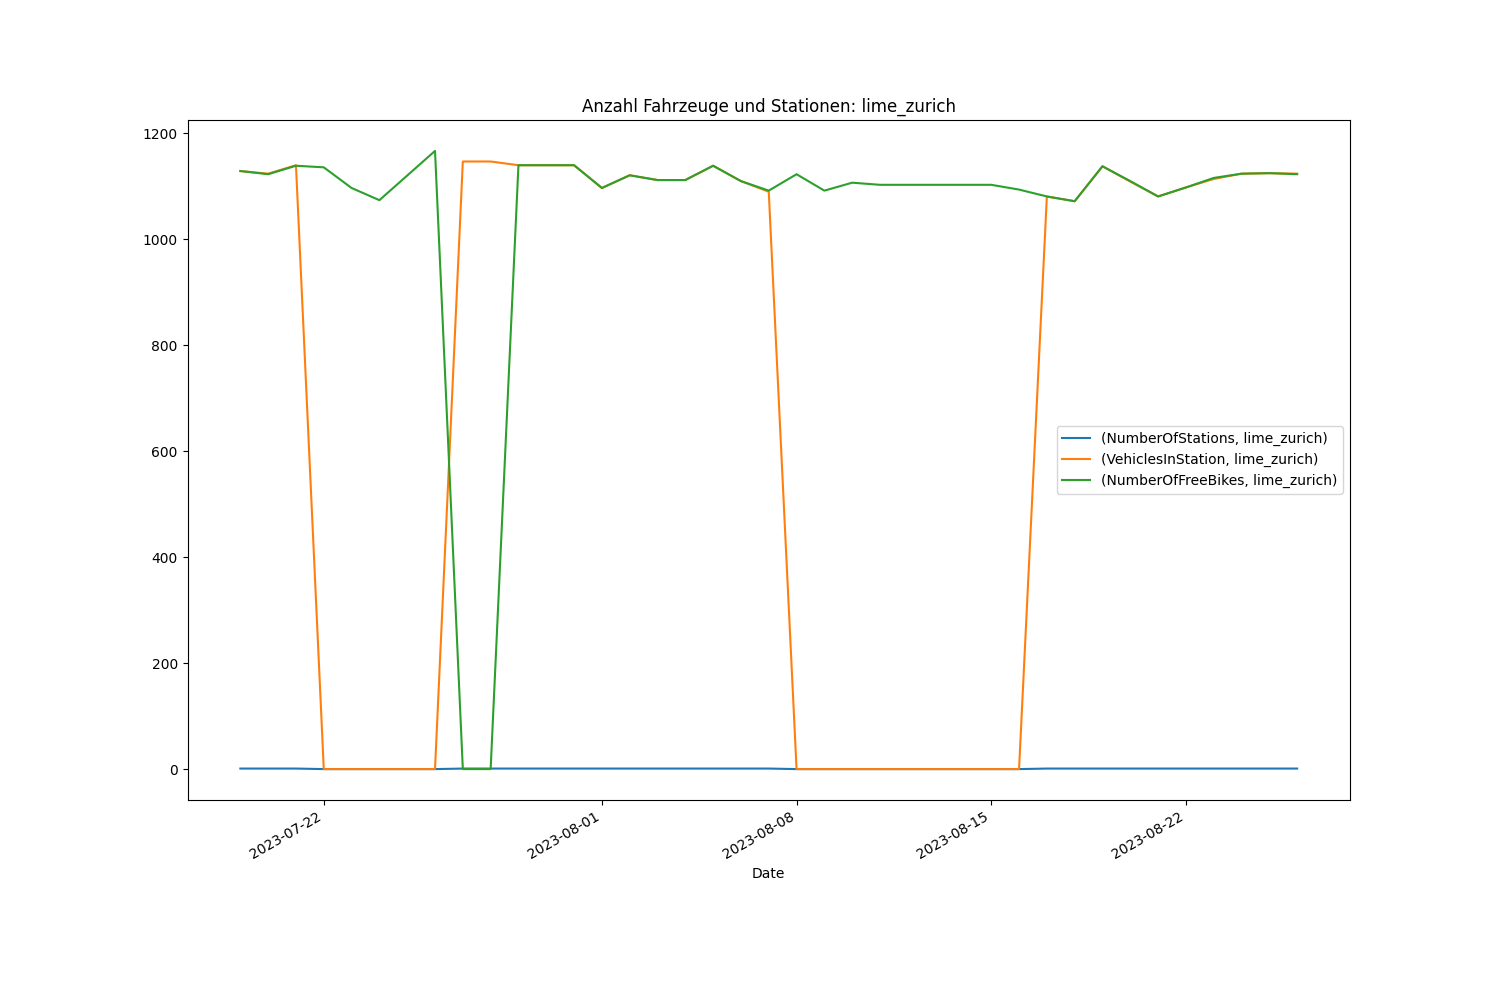 Anzahl Fahrzeuge und Stationen: lime_zurich
1200
1000
800
600
400
200
0
(NumberOfStations, lime_zurich)
(VehiclesInStation, lime_zurich)
(NumberOfFreeBikes, lime_zurich)
2023-07-22
2023-08-01
2023-08-08
2023-08-15
2023-08-22
Date